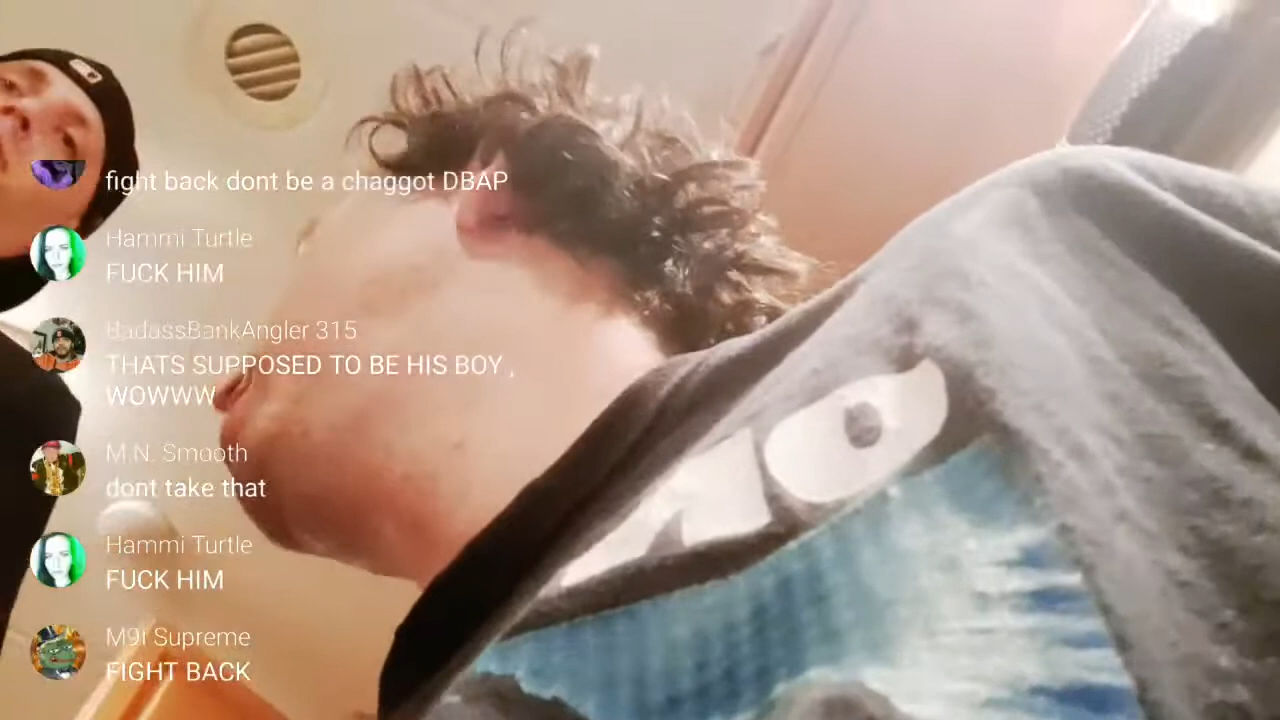 fight back dont be a chaggot DBAP
Hammi Turtle
FUCK HIM
BadassBankAngler 315
THATS SUPPOSED TO BE HIS BOY ,
WOWWW
M.N. Smooth
dont take that
Hammi Turtle
FUCK HIM
M9i Supreme
FIGHT BACK